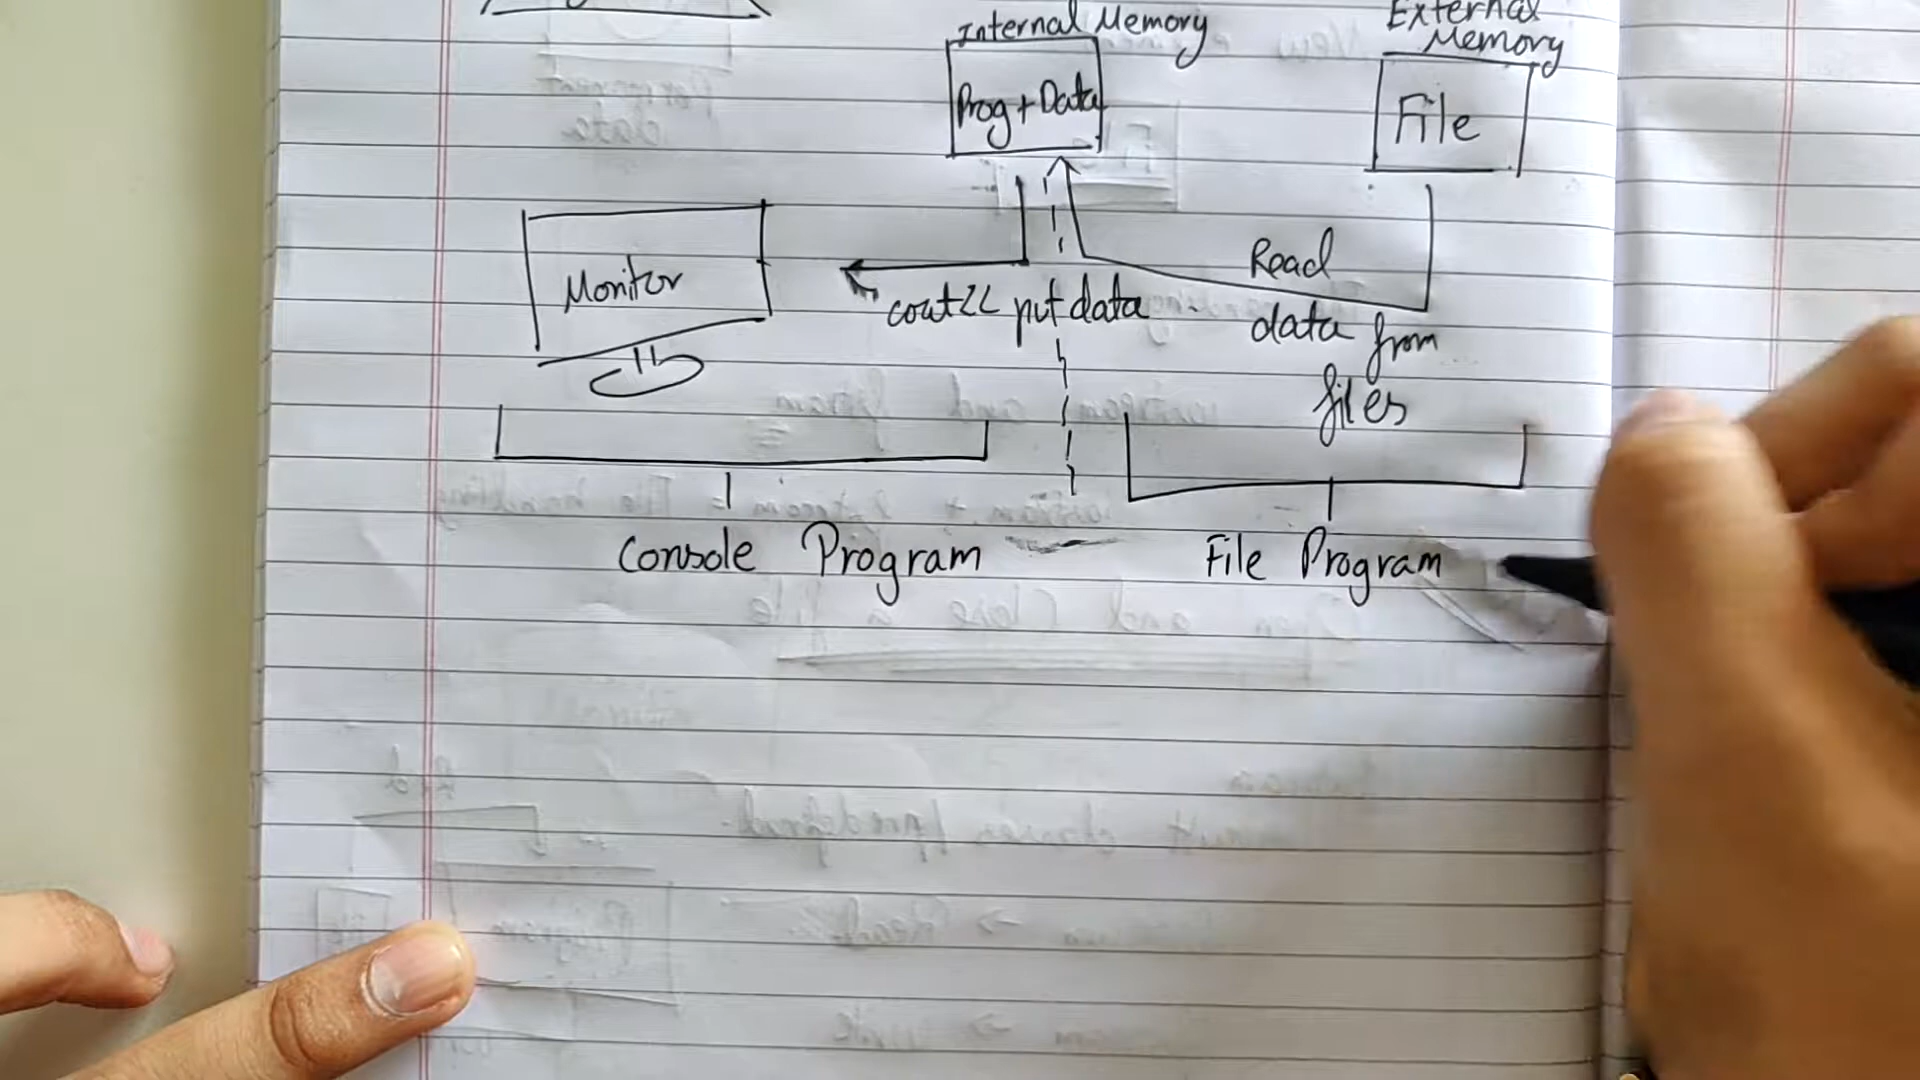 Internal Memory
External
Memory
Prog + Data
File
Monitor
cout<< put data
Read
data from
files
Console Program
File Program